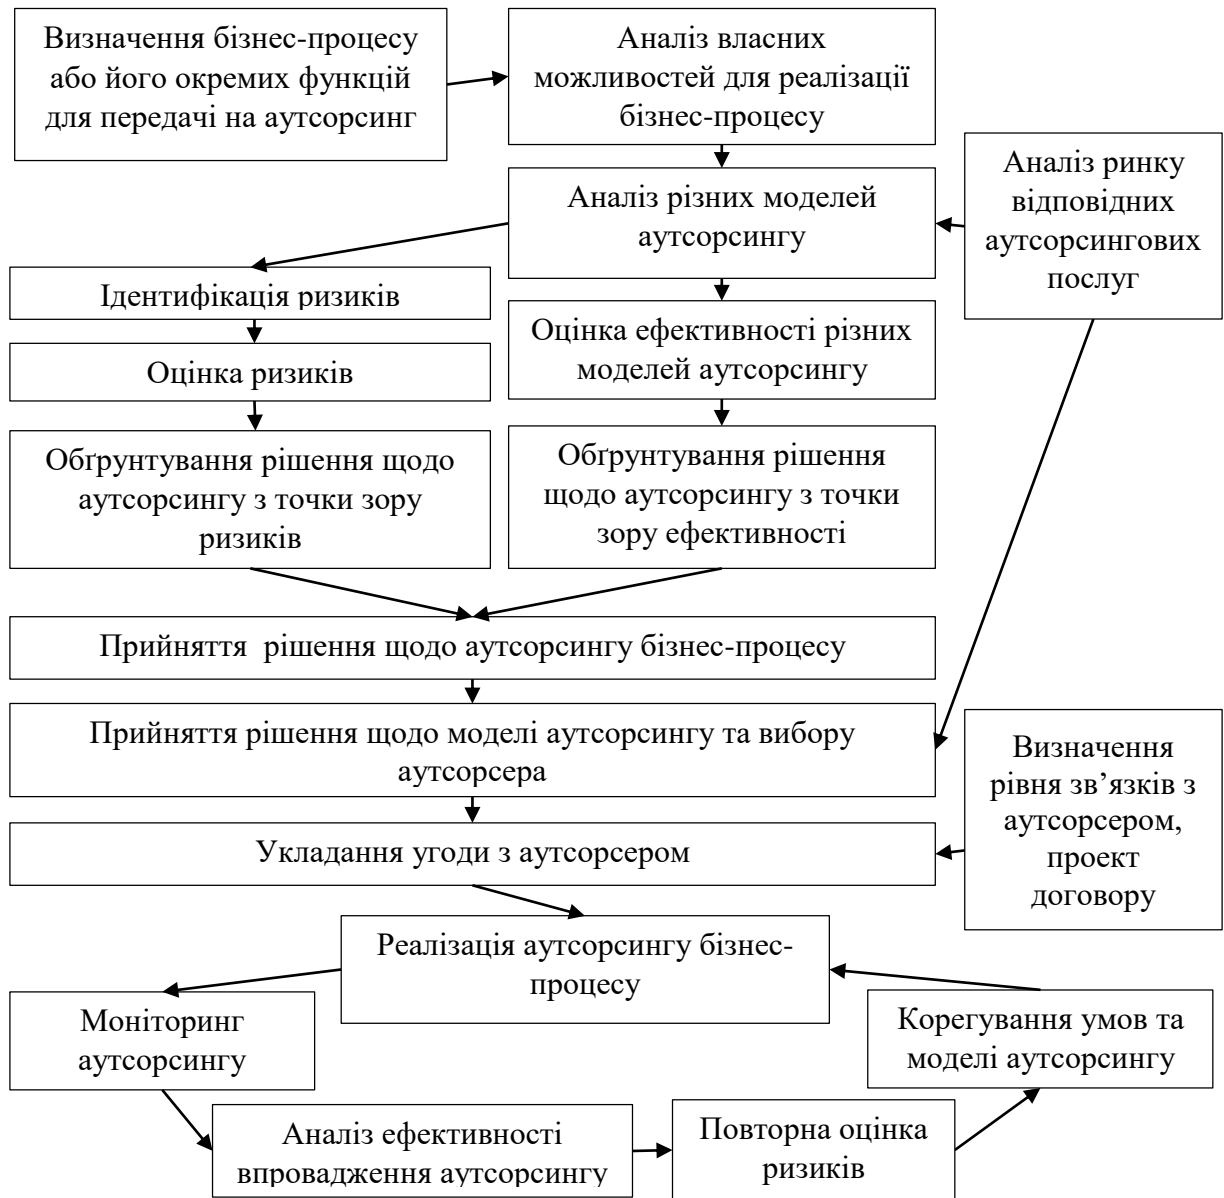 Визначення бізнес-процесу
або його окремих функцій
для передачі на аутсорсинг
Аналіз власних
можливостей для реалізації
бізнес-процесу
Аналіз ринку
відповідних
аутсорсингових
послуг
Аналіз різних моделей
аутсорсингу
Ідентифікація ризиків
Оцінка ефективності різних
моделей аутсорсингу
Оцінка ризиків
Обґрунтування рішення щодо
аутсорсингу з точки зору
ризиків
Обґрунтування рішення
щодо аутсорсингу з точки
зору ефективності
Прийняття  рішення щодо аутсорсингу бізнес-процесу
Прийняття рішення щодо моделі аутсорсингу та вибору
аутсорсера
Визначення
рівня зв’язків з
аутсорсером,
проект
договору
Укладання угоди з аутсорсером
Реалізація аутсорсингу бізнес-
процесу
Моніторинг
аутсорсингу
Корегування умов та
моделі аутсорсингу
Аналіз ефективності
впровадження аутсорсингу
Повторна оцінка
ризиків